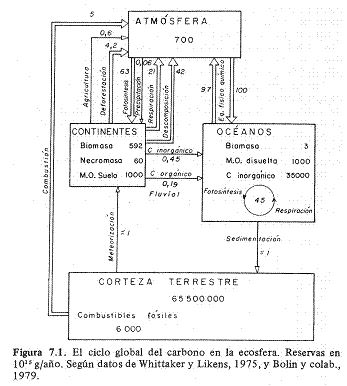 5
ATMÓSFERA
700
0,6
4,2
Agricultura
Deforestación
63
Fotosíntesis
0,06
Precipitación
21
Respiración
42
Descomposición
97
Eq. físico químico
100
Combustión
CONTINENTES
Biomasa 592
Necromasa 60
M.O. Suelo 1000
C inorgánico
0,45
C orgánico
0,19
Fluvial
OCÉANOS
Biomasa 3
M.O. disuelta 1000
C inorgánico 35000
Fotosíntesis
45
Respiración
Meteorización
≈1
Sedimentación
≈1
CORTEZA TERRESTRE
65 500 000
Combustibles fósiles
6 000
Figura 7.1. El ciclo global del carbono en la ecosfera. Reservas en
10¹⁵ g/año. Según datos de Whittaker y Likens, 1975, y Bolin y colab.,
1979.